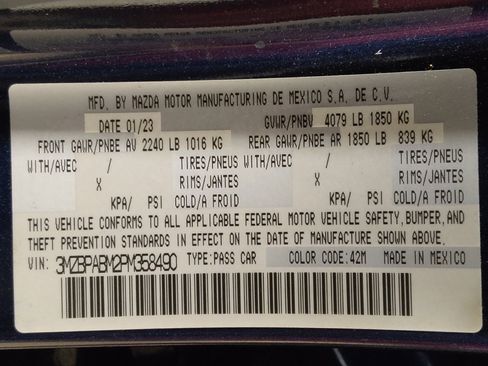 MFD. BY MAZDA MOTOR MANUFACTURING DE MEXICO S.A. DE C.V.
DATE 01/23 GVWR/PNBV 4079 LB 1850 KG
FRONT GAWR/PNBE AV 2240 LB 1016 KG REAR GAWR/PNBE AR 1850 LB 839 KG
WITH/AVEC / TIRES/PNEUS WITH/AVEC / TIRES/PNEUS
X RIMS/JANTES X RIMS/JANTES
KPA/ PSI COLD/A FROID KPA/ PSI COLD/A FROID
THIS VEHICLE CONFORMS TO ALL APPLICABLE FEDERAL MOTOR VEHICLE SAFETY, BUMPER, AND
THEFT PREVENTION STANDARDS IN EFFECT ON THE DATE OF MANUFACTURE SHOWN ABOVE.
VIN: 3MZBPABM2PM358490 TYPE: PASS CAR COLOR CODE: 42M MADE IN MEXICO